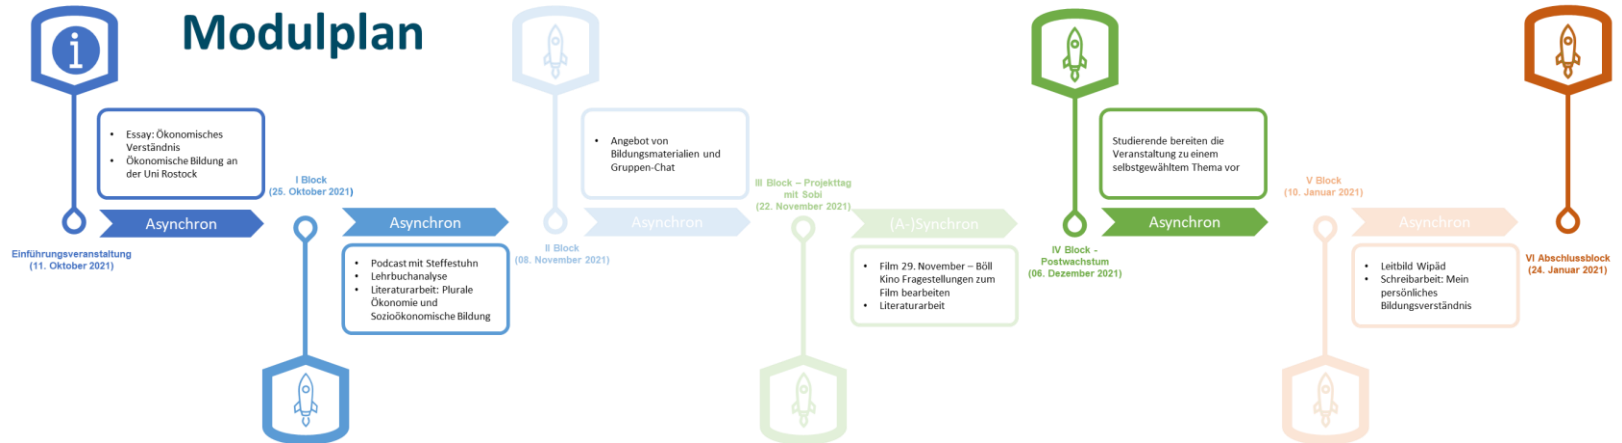 Modulplan
Einführungsveranstaltung
(11. Oktober 2021)
• Essay: Ökonomisches
Verständnis
• Ökonomische Bildung an
der Uni Rostock
Asynchron
I Block
(25. Oktober 2021)
Asynchron
• Podcast mit Steffestuhn
• Lehrbuchanalyse
• Literaturarbeit: Plurale
Ökonomie und
Sozioökonomische Bildung
II Block
(08. November 2021)
• Angebot von
Bildungsmaterialien und
Gruppen-Chat
Asynchron
III Block – Projekttag
mit Sobi
(22. November 2021)
(A-)Synchron
• Film 29. November – Böll
Kino Fragestellungen zum
Film bearbeiten
• Literaturarbeit
IV Block -
Postwachstum
(06. Dezember 2021)
Studierende bereiten die
Veranstaltung zu einem
selbstgewähltem Thema vor
Asynchron
V Block
(10. Januar 2021)
Asynchron
• Leitbild Wipäd
• Schreibarbeit: Mein
persönliches
Bildungsverständnis
VI Abschlussblock
(24. Januar 2021)